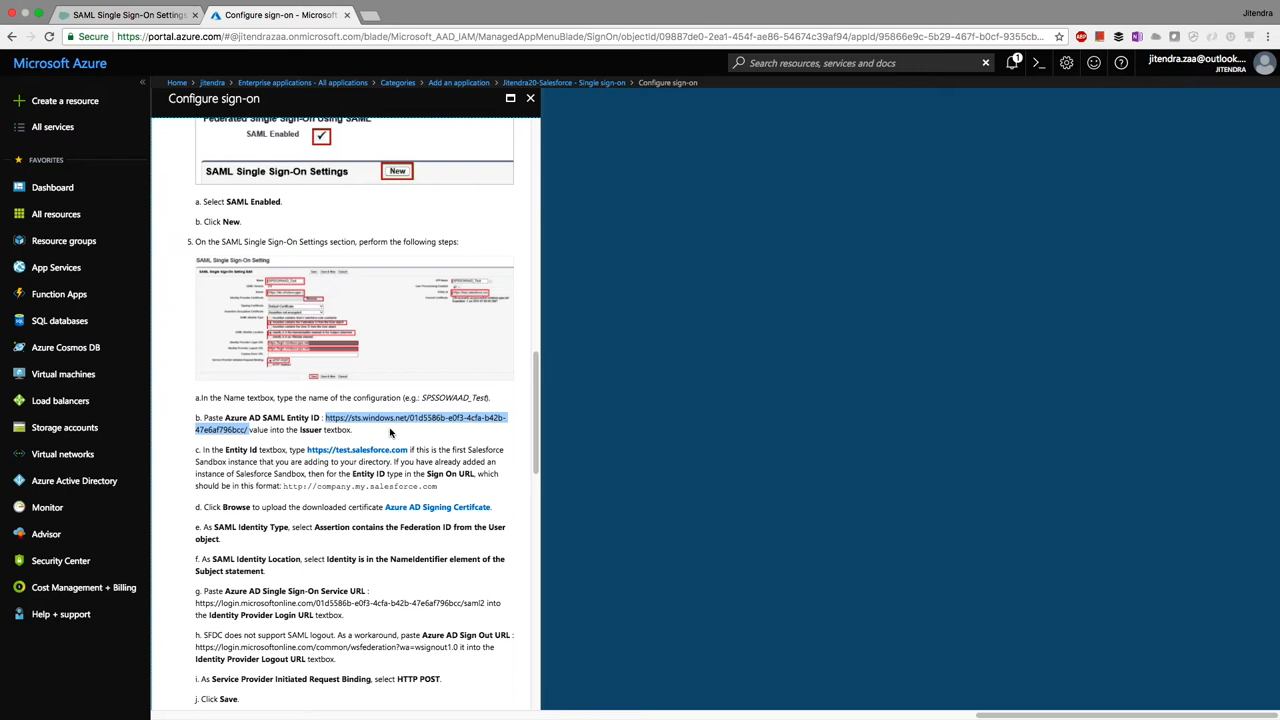 SAML Single Sign-On Settings
Configure sign-on - Microsoft
Jitendra
Secure
https://portal.azure.com/#@jitendrazaa.onmicrosoft.com/blade/Microsoft_AAD_IAM/ManagedAppMenuBlade/SignOn/objectId/09887de0-2ea1-454f-ae86-54674c39af94/appId/95866e9c-5b29-467f-b0cf-9355cb...
Microsoft Azure
Search resources, services and docs
1
jitendra.zaa@outlook....
JITENDRA
Home
jitendra
Enterprise applications - All applications
Categories
Add an application
Jitendra20-Salesforce - Single sign-on
Configure sign-on
Configure sign-on
Create a resource
All services
FAVORITES
Dashboard
All resources
Resource groups
App Services
Function Apps
SQL databases
Azure Cosmos DB
Virtual machines
Load balancers
Storage accounts
Virtual networks
Azure Active Directory
Monitor
Advisor
Security Center
Cost Management + Billing
Help + support
Federated Single Sign-On Using SAML
SAML Enabled
SAML Single Sign-On Settings
New
a. Select SAML Enabled.
b. Click New.
5. On the SAML Single Sign-On Settings section, perform the following steps:
SAML Single Sign-On Setting
a.In the Name textbox, type the name of the configuration (e.g.: SPSSOWAAD_Test).
b. Paste Azure AD SAML Entity ID : https://sts.windows.net/01d5586b-e0f3-4cfa-b42b-
47e6af796bcc/ value into the Issuer textbox.
c. In the Entity Id textbox, type https://test.salesforce.com if this is the first Salesforce
Sandbox instance that you are adding to your directory. If you have already added an
instance of Salesforce Sandbox, then for the Entity ID type in the Sign On URL, which
should be in this format: http://company.my.salesforce.com
d. Click Browse to upload the downloaded certificate Azure AD Signing Certifcate.
e. As SAML Identity Type, select Assertion contains the Federation ID from the User
object.
f. As SAML Identity Location, select Identity is in the NameIdentifier element of the
Subject statement.
g. Paste Azure AD Single Sign-On Service URL :
https://login.microsoftonline.com/01d5586b-e0f3-4cfa-b42b-47e6af796bcc/saml2 into
the Identity Provider Login URL textbox.
h. SFDC does not support SAML logout. As a workaround, paste Azure AD Sign Out URL :
https://login.microsoftonline.com/common/wsfederation?wa=wsignout1.0 it into the
Identity Provider Logout URL textbox.
i. As Service Provider Initiated Request Binding, select HTTP POST.
j. Click Save.